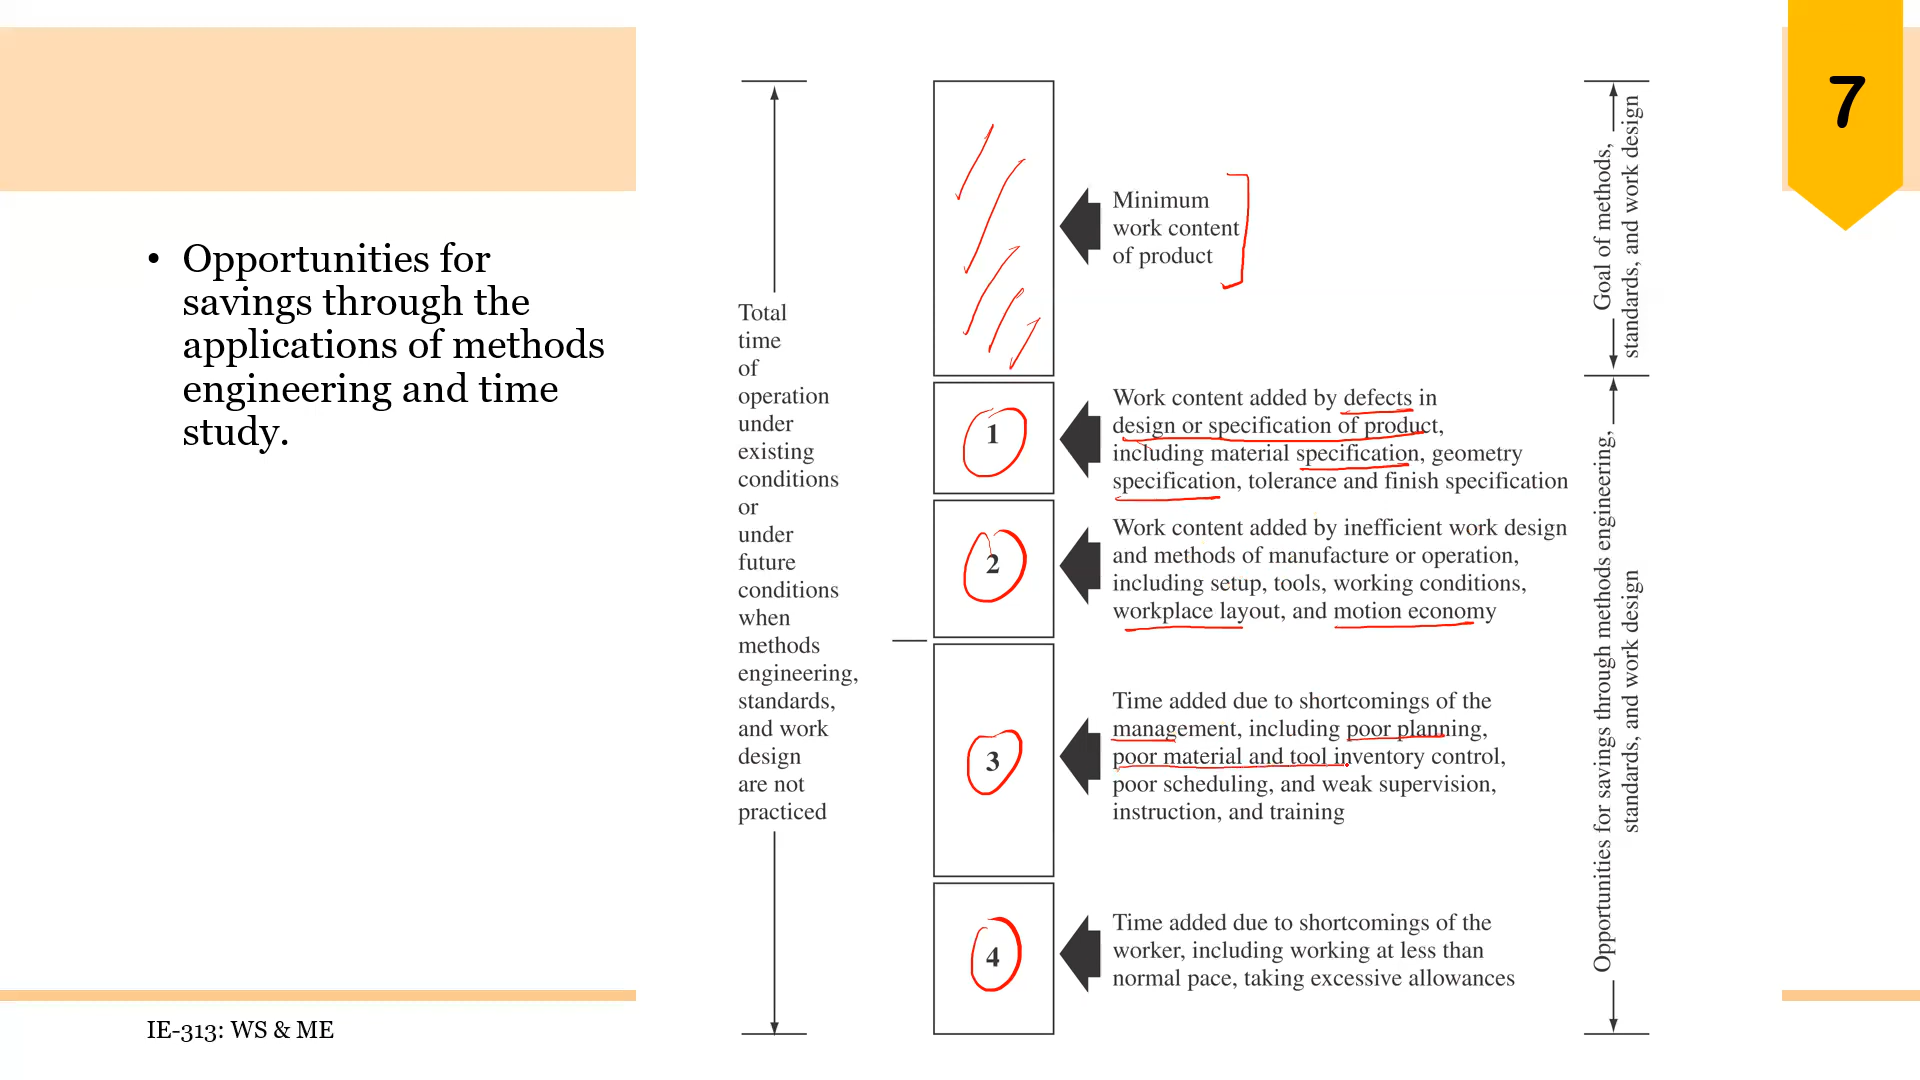 7
• Opportunities for
savings through the
applications of methods
engineering and time
study.
Total
time
of
operation
under
existing
conditions
or
under
future
conditions
when
methods
engineering,
standards,
and work
design
are not
practiced
Minimum
work content
of product
1
Work content added by defects in
design or specification of product,
including material specification, geometry
specification, tolerance and finish specification
2
Work content added by inefficient work design
and methods of manufacture or operation,
including setup, tools, working conditions,
workplace layout, and motion economy
3
Time added due to shortcomings of the
management, including poor planning,
poor material and tool inventory control,
poor scheduling, and weak supervision,
instruction, and training
4
Time added due to shortcomings of the
worker, including working at less than
normal pace, taking excessive allowances
Goal of methods,
standards, and work design
Opportunities for savings through methods engineering,
standards, and work design
IE-313: WS & ME